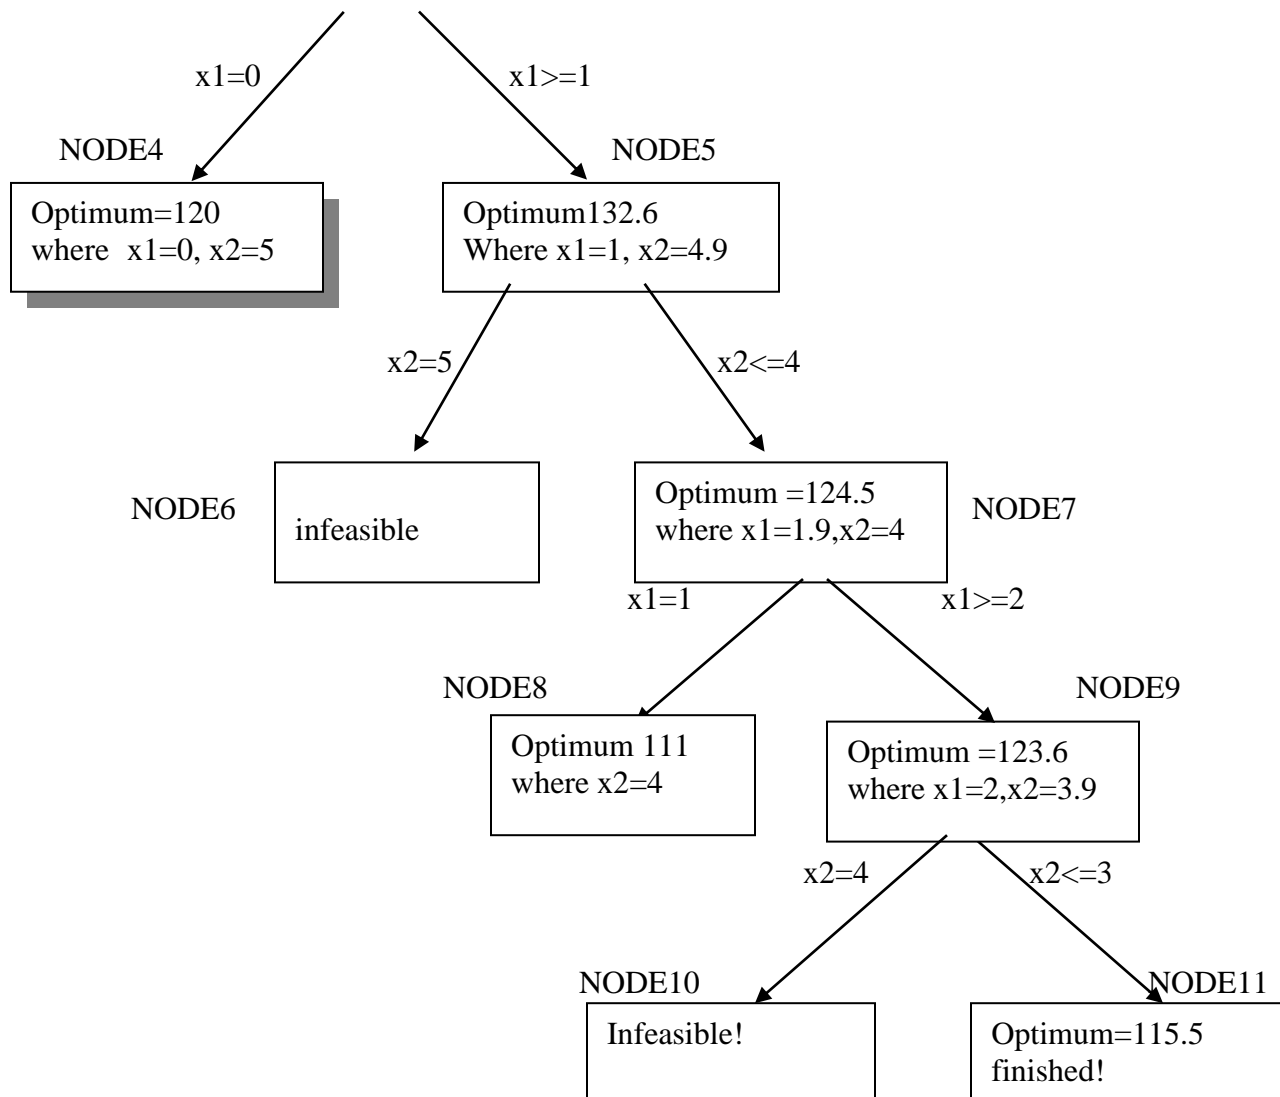 x1=0
x1>=1
NODE4
NODE5
Optimum=120
where x1=0, x2=5
Optimum132.6
Where x1=1, x2=4.9
x2=5
x2<=4
NODE6
infeasible
Optimum =124.5
where x1=1.9,x2=4
NODE7
x1=1
x1>=2
NODE8
NODE9
Optimum 111
where x2=4
Optimum =123.6
where x1=2,x2=3.9
x2=4
x2<=3
NODE10
NODE11
Infeasible!
Optimum=115.5
finished!